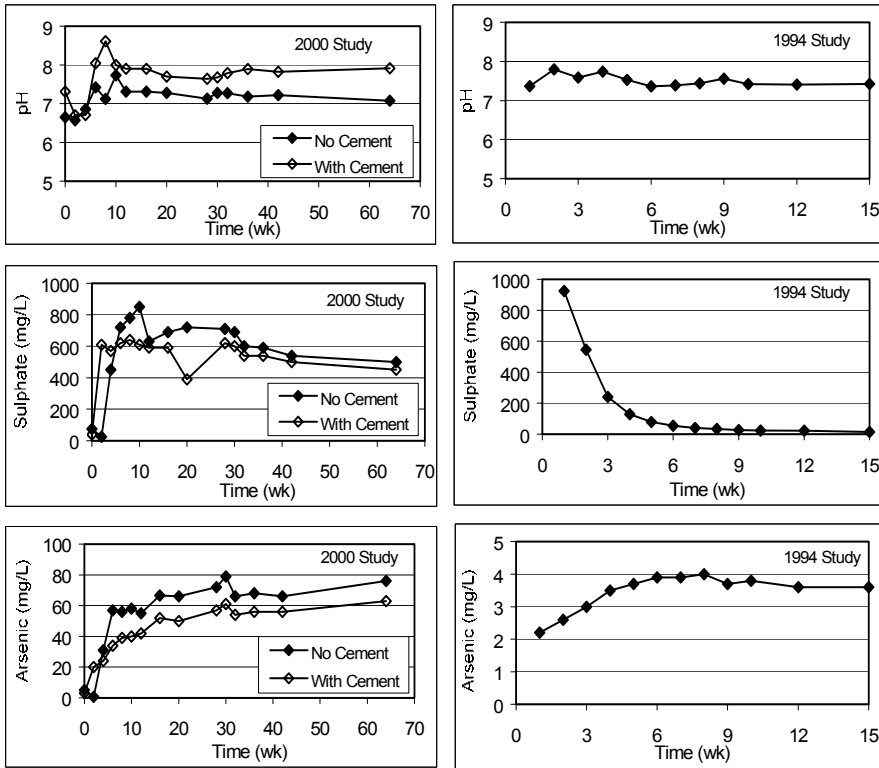 2000 Study
pH
9
8
7
6
5
0 10 20 30 40 50 60 70
Time (wk)
No Cement
With Cement
1994 Study
pH
9
8
7
6
5
0 3 6 9 12 15
Time (wk)
2000 Study
Sulphate (mg/L)
1000
800
600
400
200
0
0 10 20 30 40 50 60 70
Time (wk)
No Cement
With Cement
1994 Study
Sulphate (mg/L)
1000
800
600
400
200
0
0 3 6 9 12 15
Time (wk)
2000 Study
Arsenic (mg/L)
100
80
60
40
20
0
0 10 20 30 40 50 60 70
Time (wk)
No Cement
With Cement
1994 Study
Arsenic (mg/L)
5
4
3
2
1
0
0 3 6 9 12 15
Time (wk)